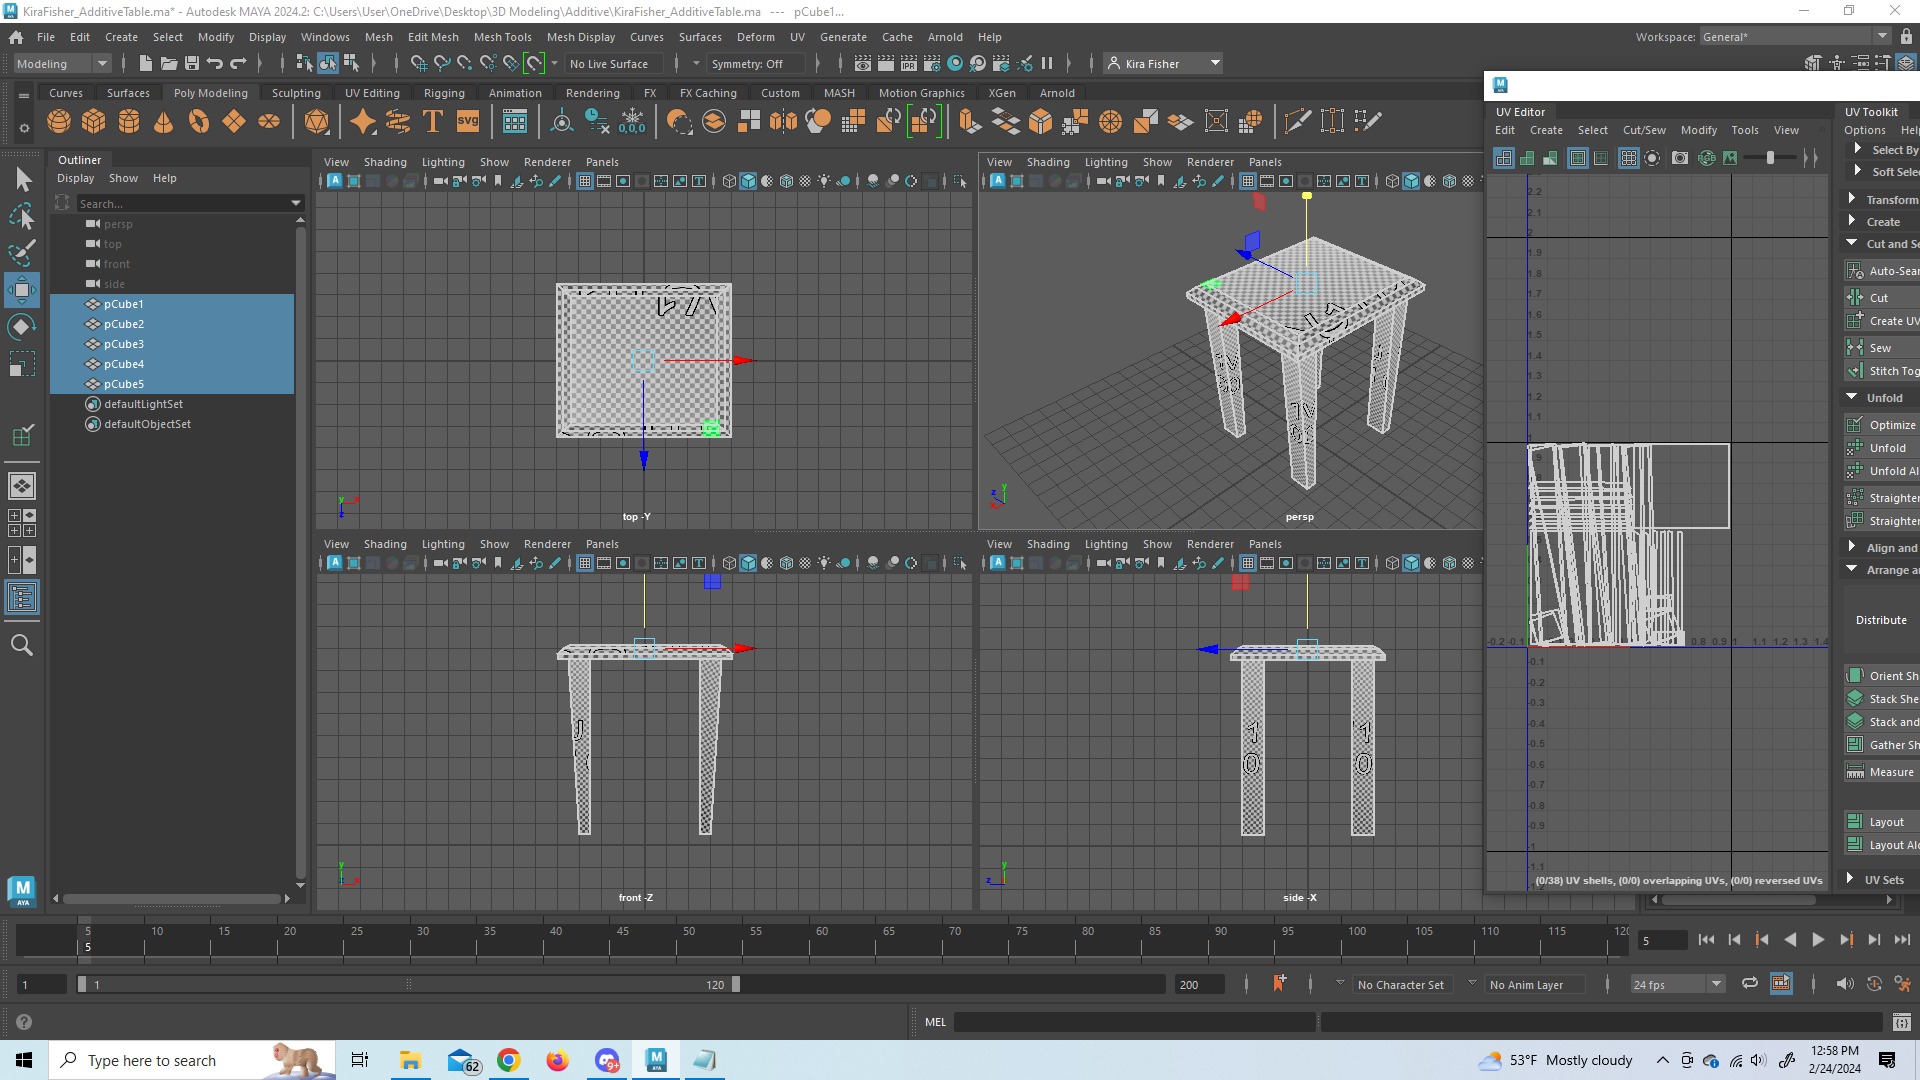 KiraFisher_AdditiveTable.ma* - Autodesk MAYA 2024.2: C:\Users\User\OneDrive\Desktop\3D Modeling\Additive\KiraFisher_AdditiveTable.ma --- pCube1...
File Edit Create Select Modify Display Windows Mesh Edit Mesh Mesh Tools Mesh Display Curves Surfaces Deform UV Generate Cache Arnold Help
Workspace: General*
Modeling No Live Surface Symmetry: Off Kira Fisher
Curves Surfaces Poly Modeling Sculpting UV Editing Rigging Animation Rendering FX FX Caching Custom MASH Motion Graphics XGen Arnold
Outliner
Display Show Help
Search...
persp
top
front
side
pCube1
pCube2
pCube3
pCube4
pCube5
defaultLightSet
defaultObjectSet
View Shading Lighting Show Renderer Panels
top -Y
View Shading Lighting Show Renderer Panels
persp
View Shading Lighting Show Renderer Panels
front -Z
View Shading Lighting Show Renderer Panels
side -X
UV Editor
Edit Create Select Cut/Sew Modify Tools View
(0/38) UV shells, (0/0) overlapping UVs, (0/0) reversed UVs
UV Toolkit
Options Help
Select By
Soft Selec
Transform
Create
Cut and Se
Auto-Sear
Cut
Create UV
Sew
Stitch Tog
Unfold
Optimize
Unfold
Unfold Al
Straighten
Straighten
Align and
Arrange an
Distribute
Orient Sh
Stack She
Stack and
Gather Sh
Measure
Layout
Layout Alo
UV Sets
5 10 15 20 25 30 35 40 45 50 55 60 65 70 75 80 85 90 95 100 105 110 115 120
5
5
1 1 120 200 No Character Set No Anim Layer 24 fps
MEL
Type here to search
62
9+
53°F Mostly cloudy
12:58 PM
2/24/2024